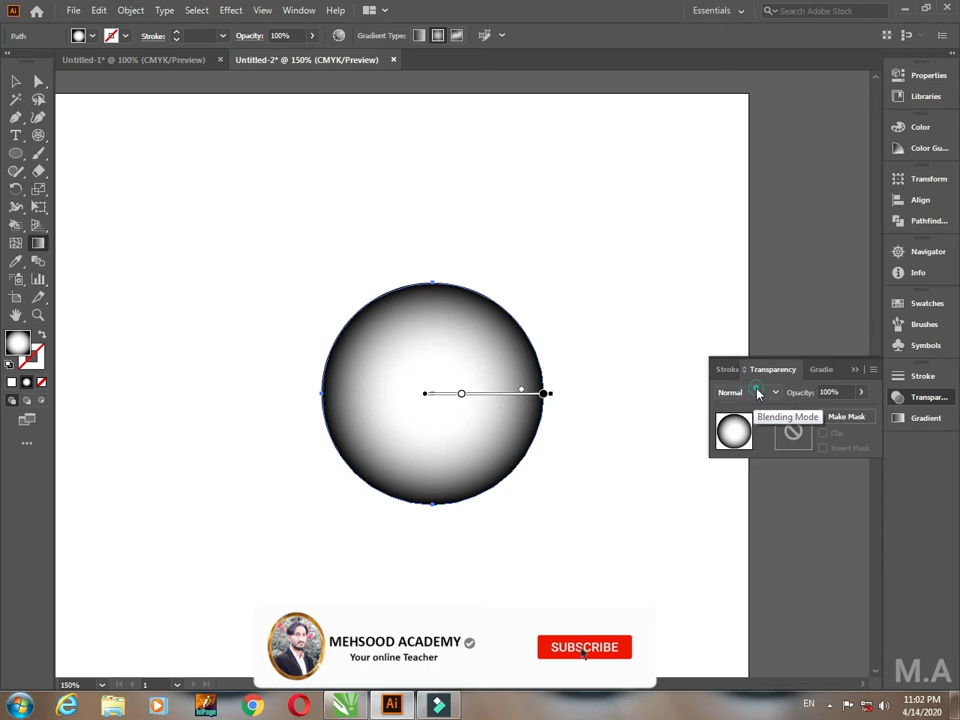 Ai File Edit Object Type Select Effect View Window Help Essentials Search Adobe Stock
Path Stroke: Opacity: 100% Gradient Type:
Untitled-1* @ 100% (CMYK/Preview) × Untitled-2* @ 150% (CMYK/Preview) ×
Properties
Libraries
Color
Color Gu...
Transform
Align
Pathfind...
Navigator
Info
Swatches
Brushes
Symbols
Stroke
Transpar...
Gradient
Stroke Transparency Gradie
Normal Opacity: 100%
Blending Mode Make Mask
Clip
Invert Mask
MEHSOOD ACADEMY
Your online Teacher
SUBSCRIBE
M.A
150% 1
EN 11:02 PM
4/14/2020